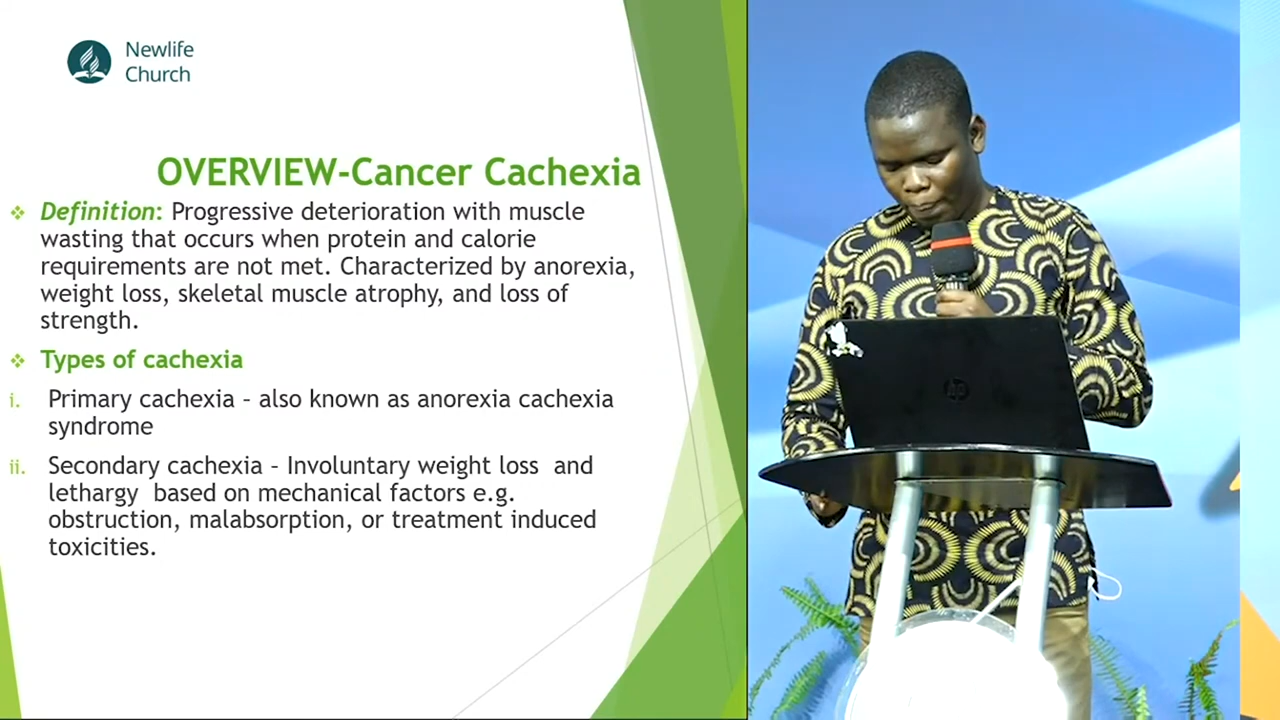 Newlife
Church
OVERVIEW-Cancer Cachexia
❖ Definition: Progressive deterioration with muscle
wasting that occurs when protein and calorie
requirements are not met. Characterized by anorexia,
weight loss, skeletal muscle atrophy, and loss of
strength.
❖ Types of cachexia
i. Primary cachexia – also known as anorexia cachexia
syndrome
ii. Secondary cachexia – Involuntary weight loss and
lethargy based on mechanical factors e.g.
obstruction, malabsorption, or treatment induced
toxicities.
hp